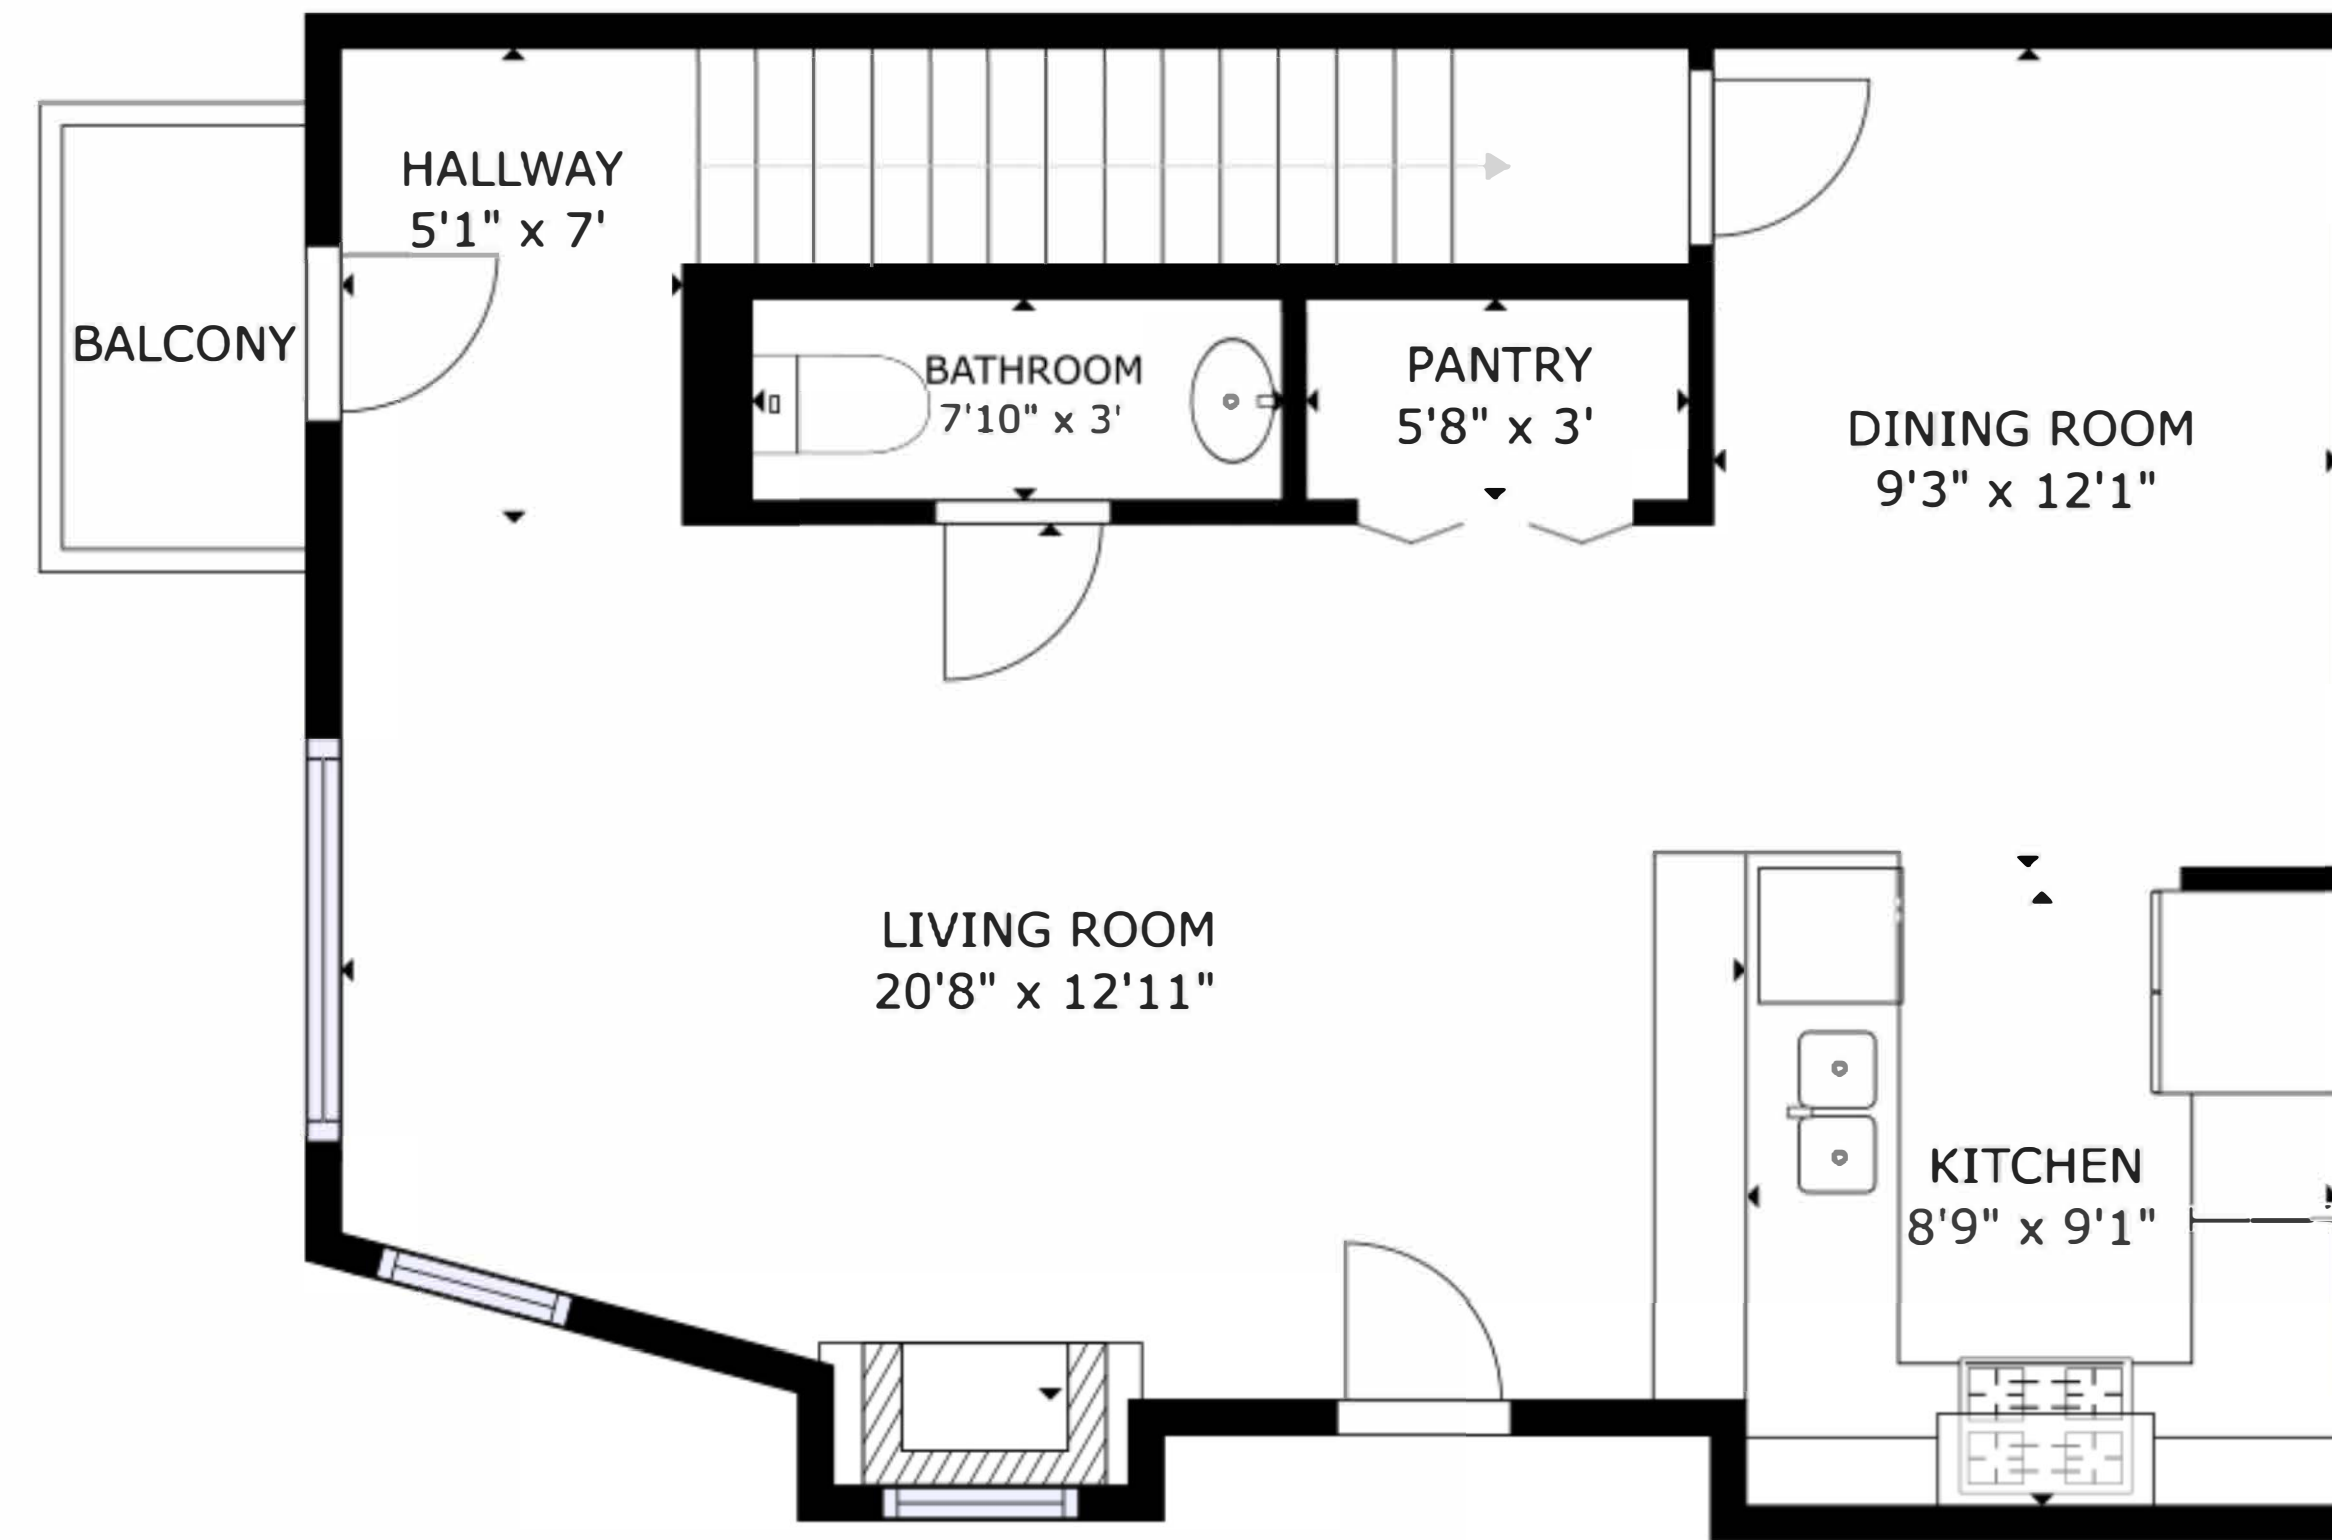 HALLWAY
5'1" x 7'
BALCONY
BATHROOM
7'10" x 3'
PANTRY
5'8" x 3'
DINING ROOM
9'3" x 12'1"
LIVING ROOM
20'8" x 12'11"
KITCHEN
8'9" x 9'1"